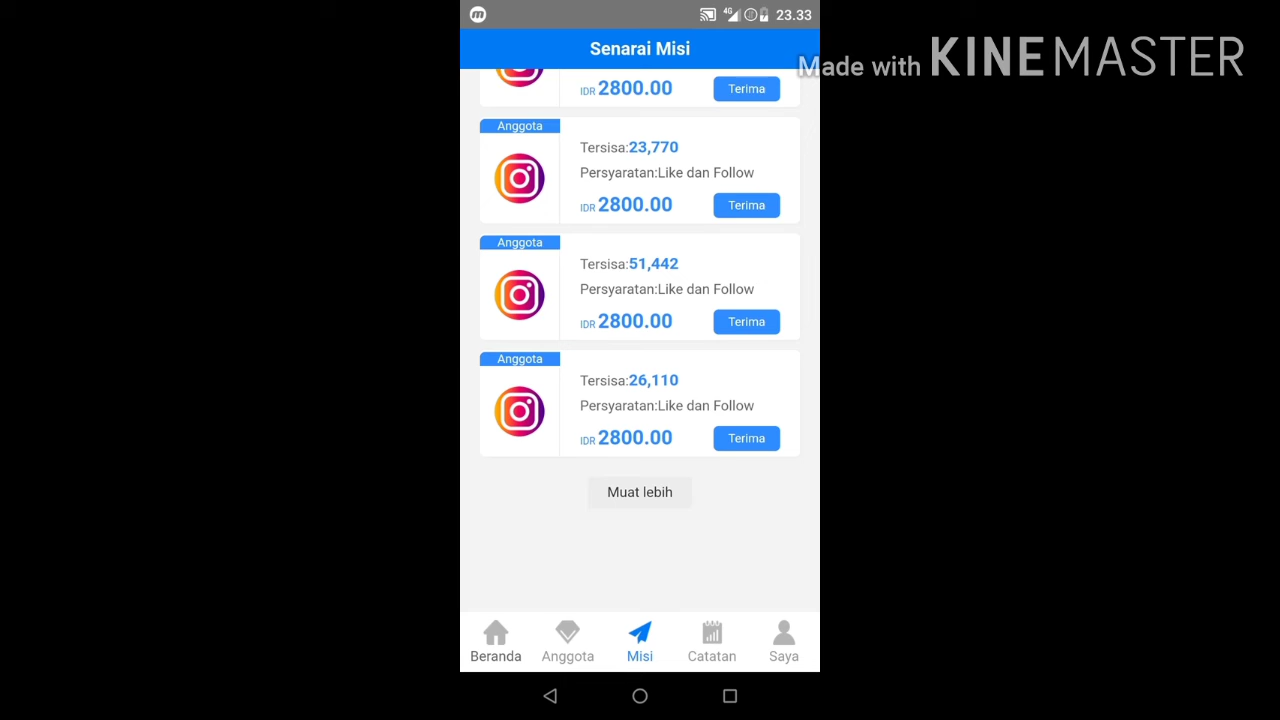 4G 23.33
Senarai Misi
Made with KINEMASTER
IDR 2800.00 Terima
Anggota
Tersisa:23,770
Persyaratan:Like dan Follow
IDR 2800.00 Terima
Anggota
Tersisa:51,442
Persyaratan:Like dan Follow
IDR 2800.00 Terima
Anggota
Tersisa:26,110
Persyaratan:Like dan Follow
IDR 2800.00 Terima
Muat lebih
Beranda Anggota Misi Catatan Saya